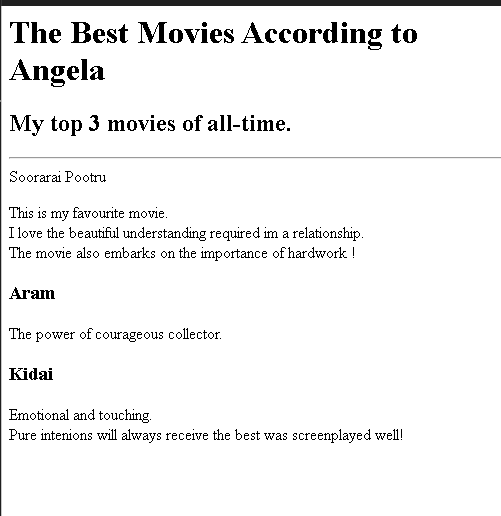 The Best Movies According to
Angela
My top 3 movies of all-time.
Soorarai Pootru
This is my favourite movie.
I love the beautiful understanding required im a relationship.
The movie also embarks on the importance of hardwork !
Aram
The power of courageous collector.
Kidai
Emotional and touching.
Pure intenions will always receive the best was screenplayed well!